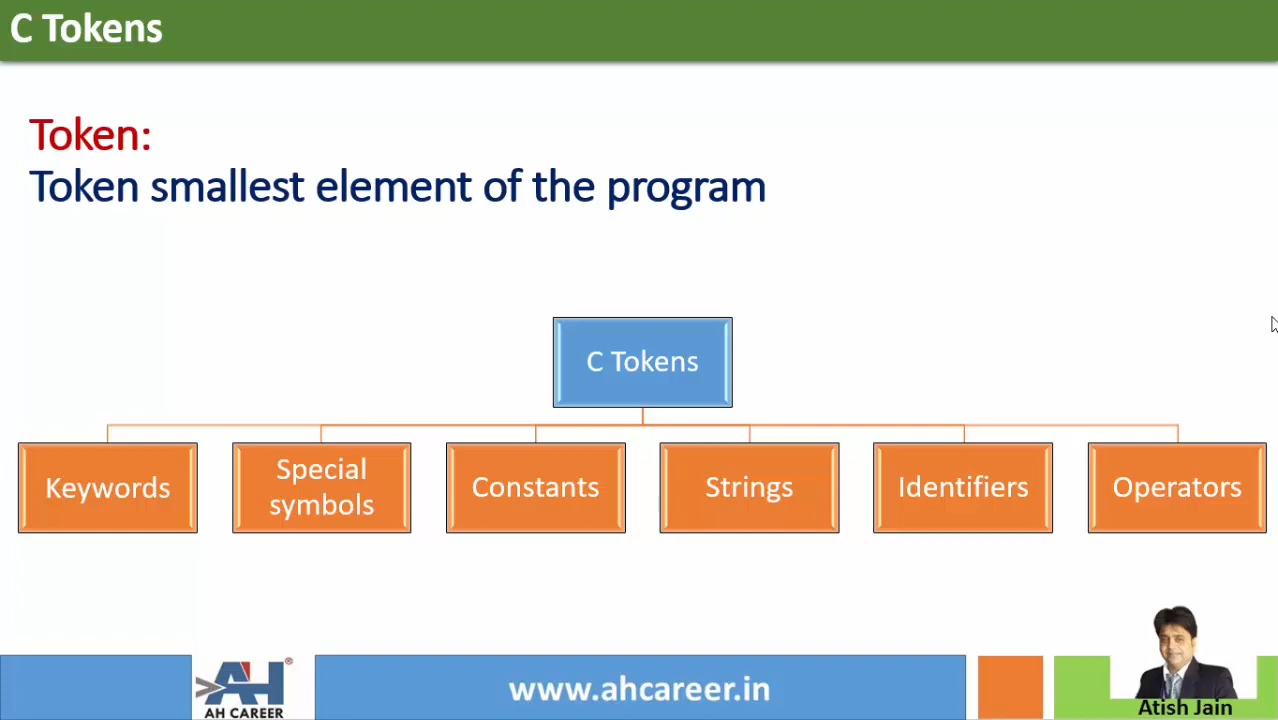 C Tokens
Token:
Token smallest element of the program
C Tokens
Keywords
Special
symbols
Constants
Strings
Identifiers
Operators
AH
®
AH CAREER
www.ahcareer.in
Atish Jain